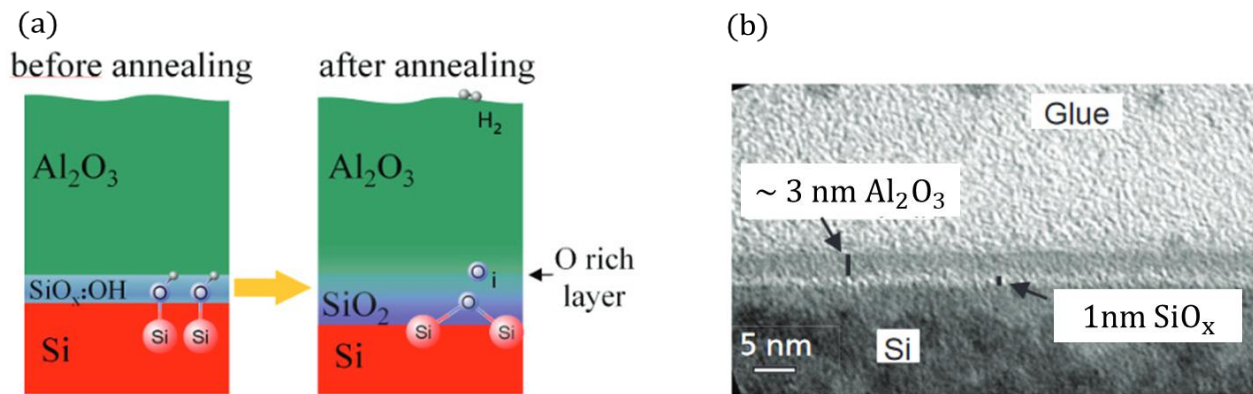 (a)
before annealing
after annealing
H₂
Al₂O₃
Al₂O₃
SiOₓ:OH
O O
Si Si
Si
O i
O
SiO₂
Si Si
O rich
layer
(b)
Glue
~ 3 nm Al₂O₃
1nm SiOₓ
5 nm
Si